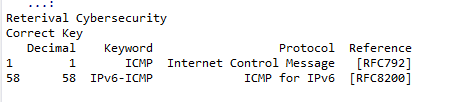 ...:
Reterival Cybersecurity
Correct Key
Decimal Keyword Protocol Reference
1 1 ICMP Internet Control Message [RFC792]
58 58 IPv6-ICMP ICMP for IPv6 [RFC8200]